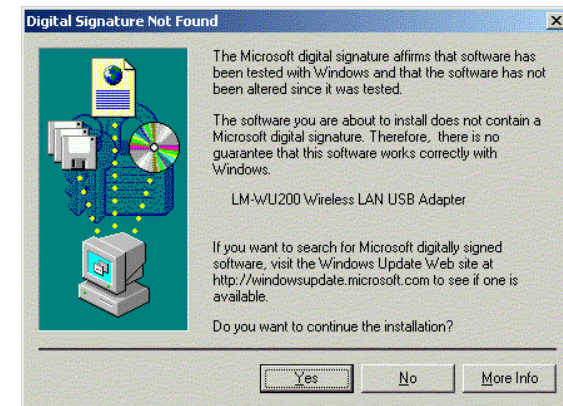 Digital Signature Not Found
The Microsoft digital signature affirms that software has
been tested with Windows and that the software has not
been altered since it was tested.
The software you are about to install does not contain a
Microsoft digital signature. Therefore, there is no
guarantee that this software works correctly with
Windows.
LM-WU200 Wireless LAN USB Adapter
If you want to search for Microsoft digitally signed
software, visit the Windows Update Web site at
http://windowsupdate.microsoft.com to see if one is
available.
Do you want to continue the installation?
Yes No More Info